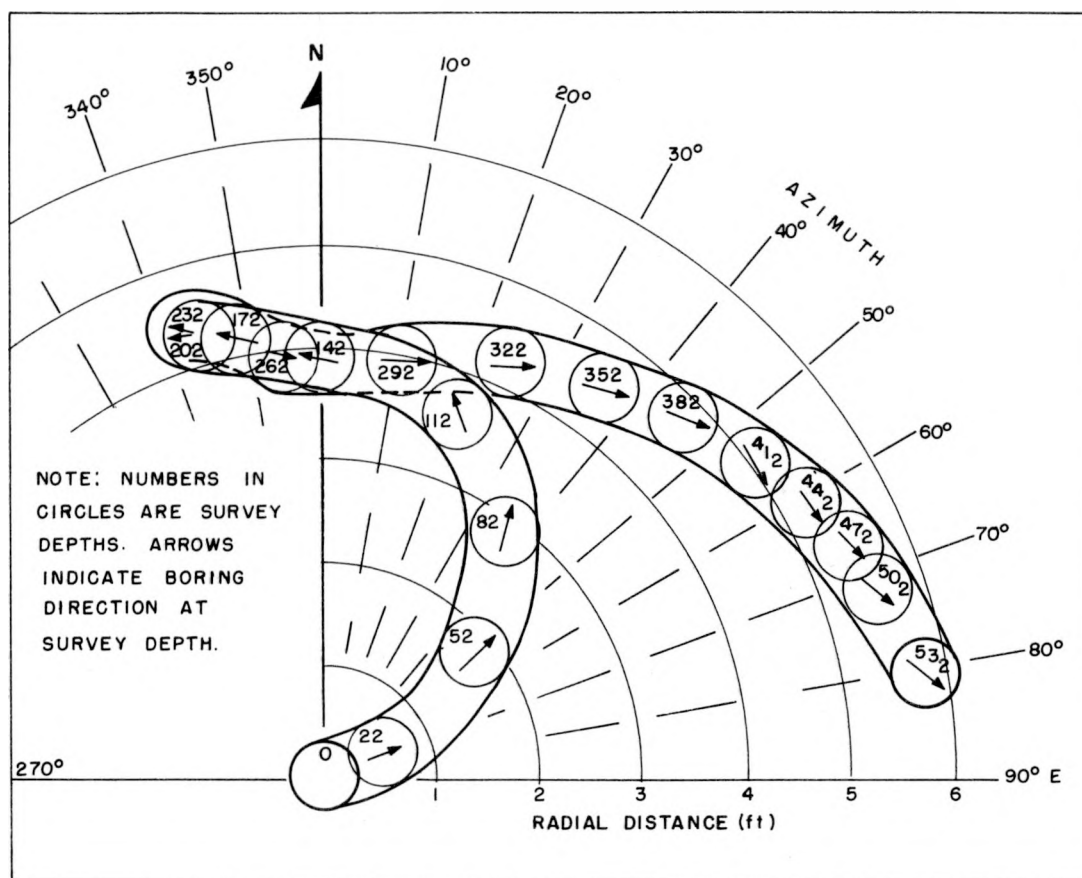 N
340°
350°
10°
20°
30°
40°
50°
60°
70°
80°
90° E
270°
AZIMUTH
232
202
172
262
142
292
322
352
382
412
442
472
502
532
112
82
52
22
0
NOTE: NUMBERS IN
CIRCLES ARE SURVEY
DEPTHS. ARROWS
INDICATE BORING
DIRECTION AT
SURVEY DEPTH.
1 2 3 4 5 6
RADIAL DISTANCE (ft)